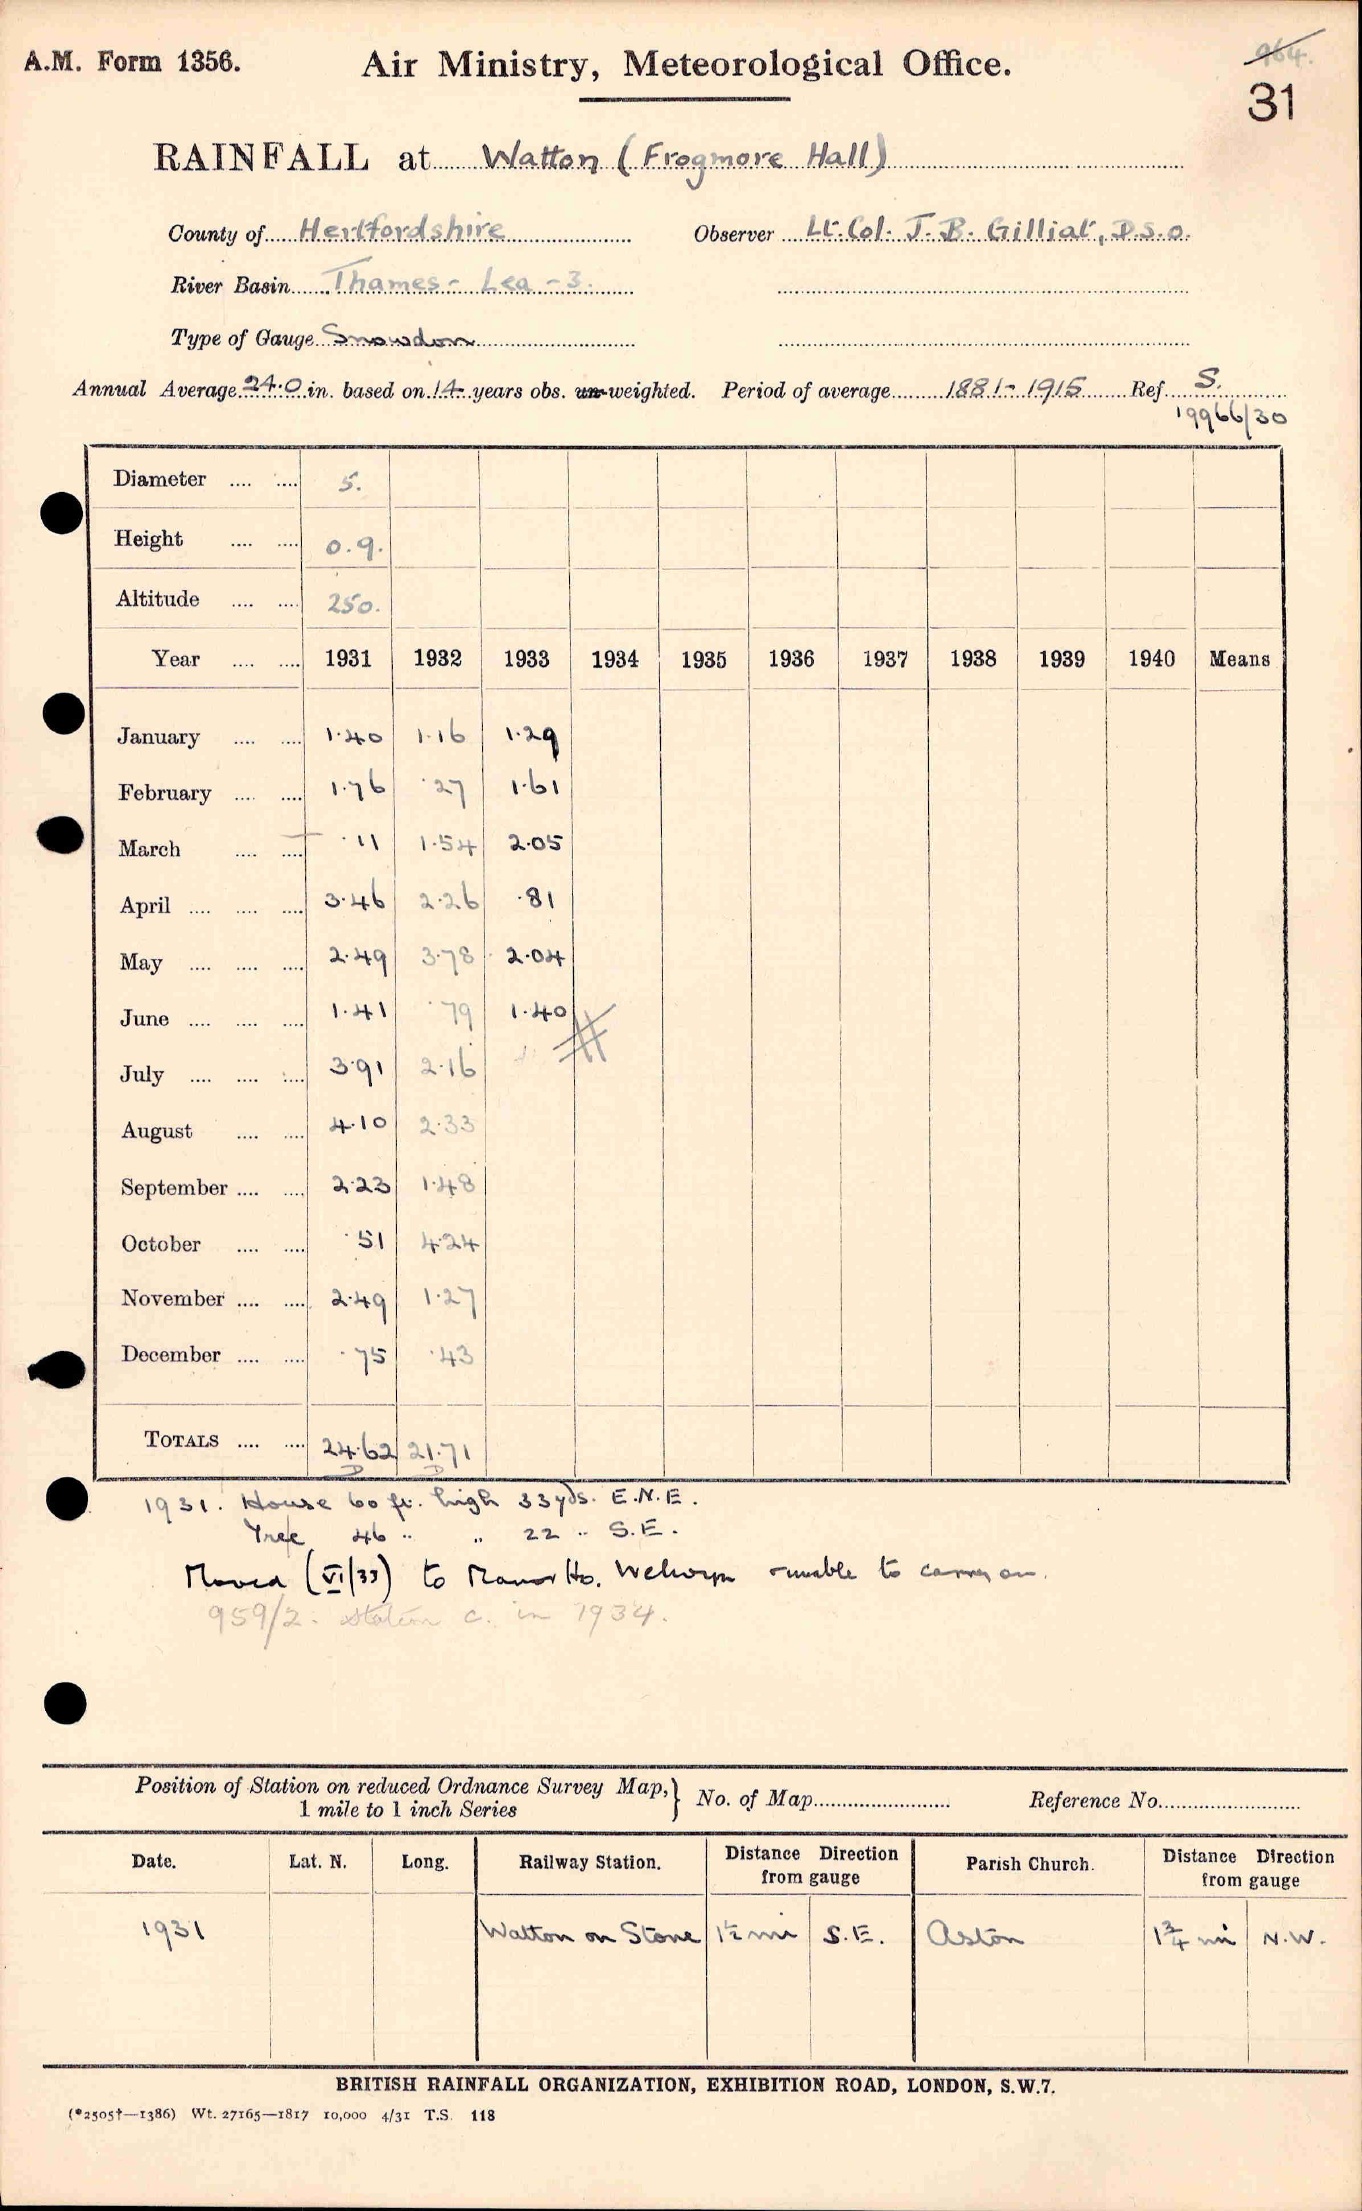 A.M. Form 1356.
Air Ministry, Meteorological Office.
964.
31
RAINFALL at Watton (Frogmore Hall)
County of Hertfordshire Observer Lt. Col. J. B. Gilliat, D.S.O.
River Basin Thames - Lea - 3.
Type of Gauge Snowdon
Annual Average 24.0 in. based on 14 years obs. un-weighted. Period of average 1881-1915 Ref. S.
19966/30
Diameter .... .... 5.
Height .... .... 0.9.
Altitude .... .... 250.
Year .... .... 1931 1932 1933 1934 1935 1936 1937 1938 1939 1940 Means
January .... .... 1.40 1.16 1.29
February .... .... 1.76 .27 1.61
March .... .... .11 1.54 2.05
April .... .... .... 3.46 2.26 .81
May .... .... .... 2.49 3.78 2.04
June .... .... .... 1.41 .79 1.40
July .... .... .... 3.91 2.16
August .... .... 4.10 2.33
September .... .... 2.23 1.48
October .... .... .51 4.24
November .... .... 2.49 1.27
December .... .... .75 .43
TOTALS .... .... 24.62 21.71
1931. House 60 ft. high 33 yds. E.N.E.
Tree 46 " " 22 " S.E.
Moved (VI/33) to Manor Ho. Welwyn - unable to carry on.
959/2. station c. in 1934.
Position of Station on reduced Ordnance Survey Map, } No. of Map Reference No.
1 mile to 1 inch Series
Date. Lat. N. Long. Railway Station. Distance Direction from gauge Parish Church. Distance Direction from gauge
1931 Watton on Stone 1½ mi S.E. Aston 1¾ mi N.W.
BRITISH RAINFALL ORGANIZATION, EXHIBITION ROAD, LONDON, S.W.7.
(*2505†—1386) Wt. 27165—1817 10,000 4/31 T.S. 118